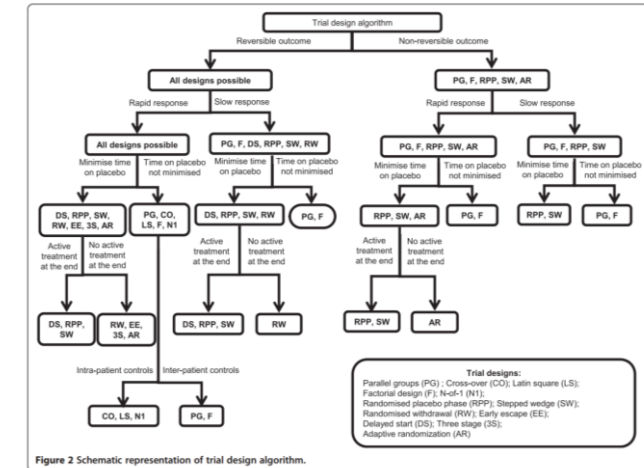 Trial design algorithm
Reversible outcome
Non-reversible outcome
All designs possible
PG, F, RPP, SW, AR
Rapid response
Slow response
Rapid response
Slow response
All designs possible
PG, F, DS, RPP, SW, RW
PG, F, RPP, SW, AR
PG, F, RPP, SW
Minimise time
on placebo
Time on placebo
not minimised
Minimise time
on placebo
Time on placebo
not minimised
Minimise time
on placebo
Time on placebo
not minimised
Minimise time
on placebo
Time on placebo
not minimised
DS, RPP, SW,
RW, EE, 3S, AR
PG, CO,
LS, F, N1
DS, RPP, SW, RW
PG, F
RPP, SW, AR
PG, F
RPP, SW
PG, F
Active
treatment
at the end
No active
treatment
at the end
Active
treatment
at the end
No active
treatment
at the end
Active
treatment
at the end
No active
treatment
at the end
DS, RPP,
SW
RW, EE,
3S, AR
DS, RPP, SW
RW
RPP, SW
AR
Intra-patient controls
Inter-patient controls
CO, LS, N1
PG, F
Trial designs:
Parallel groups (PG) ; Cross-over (CO); Latin square (LS);
Factorial design (F); N-of-1 (N1);
Randomised placebo phase (RPP); Stepped wedge (SW);
Randomised withdrawal (RW); Early escape (EE);
Delayed start (DS); Three stage (3S);
Adaptive randomization (AR)
Figure 2 Schematic representation of trial design algorithm.